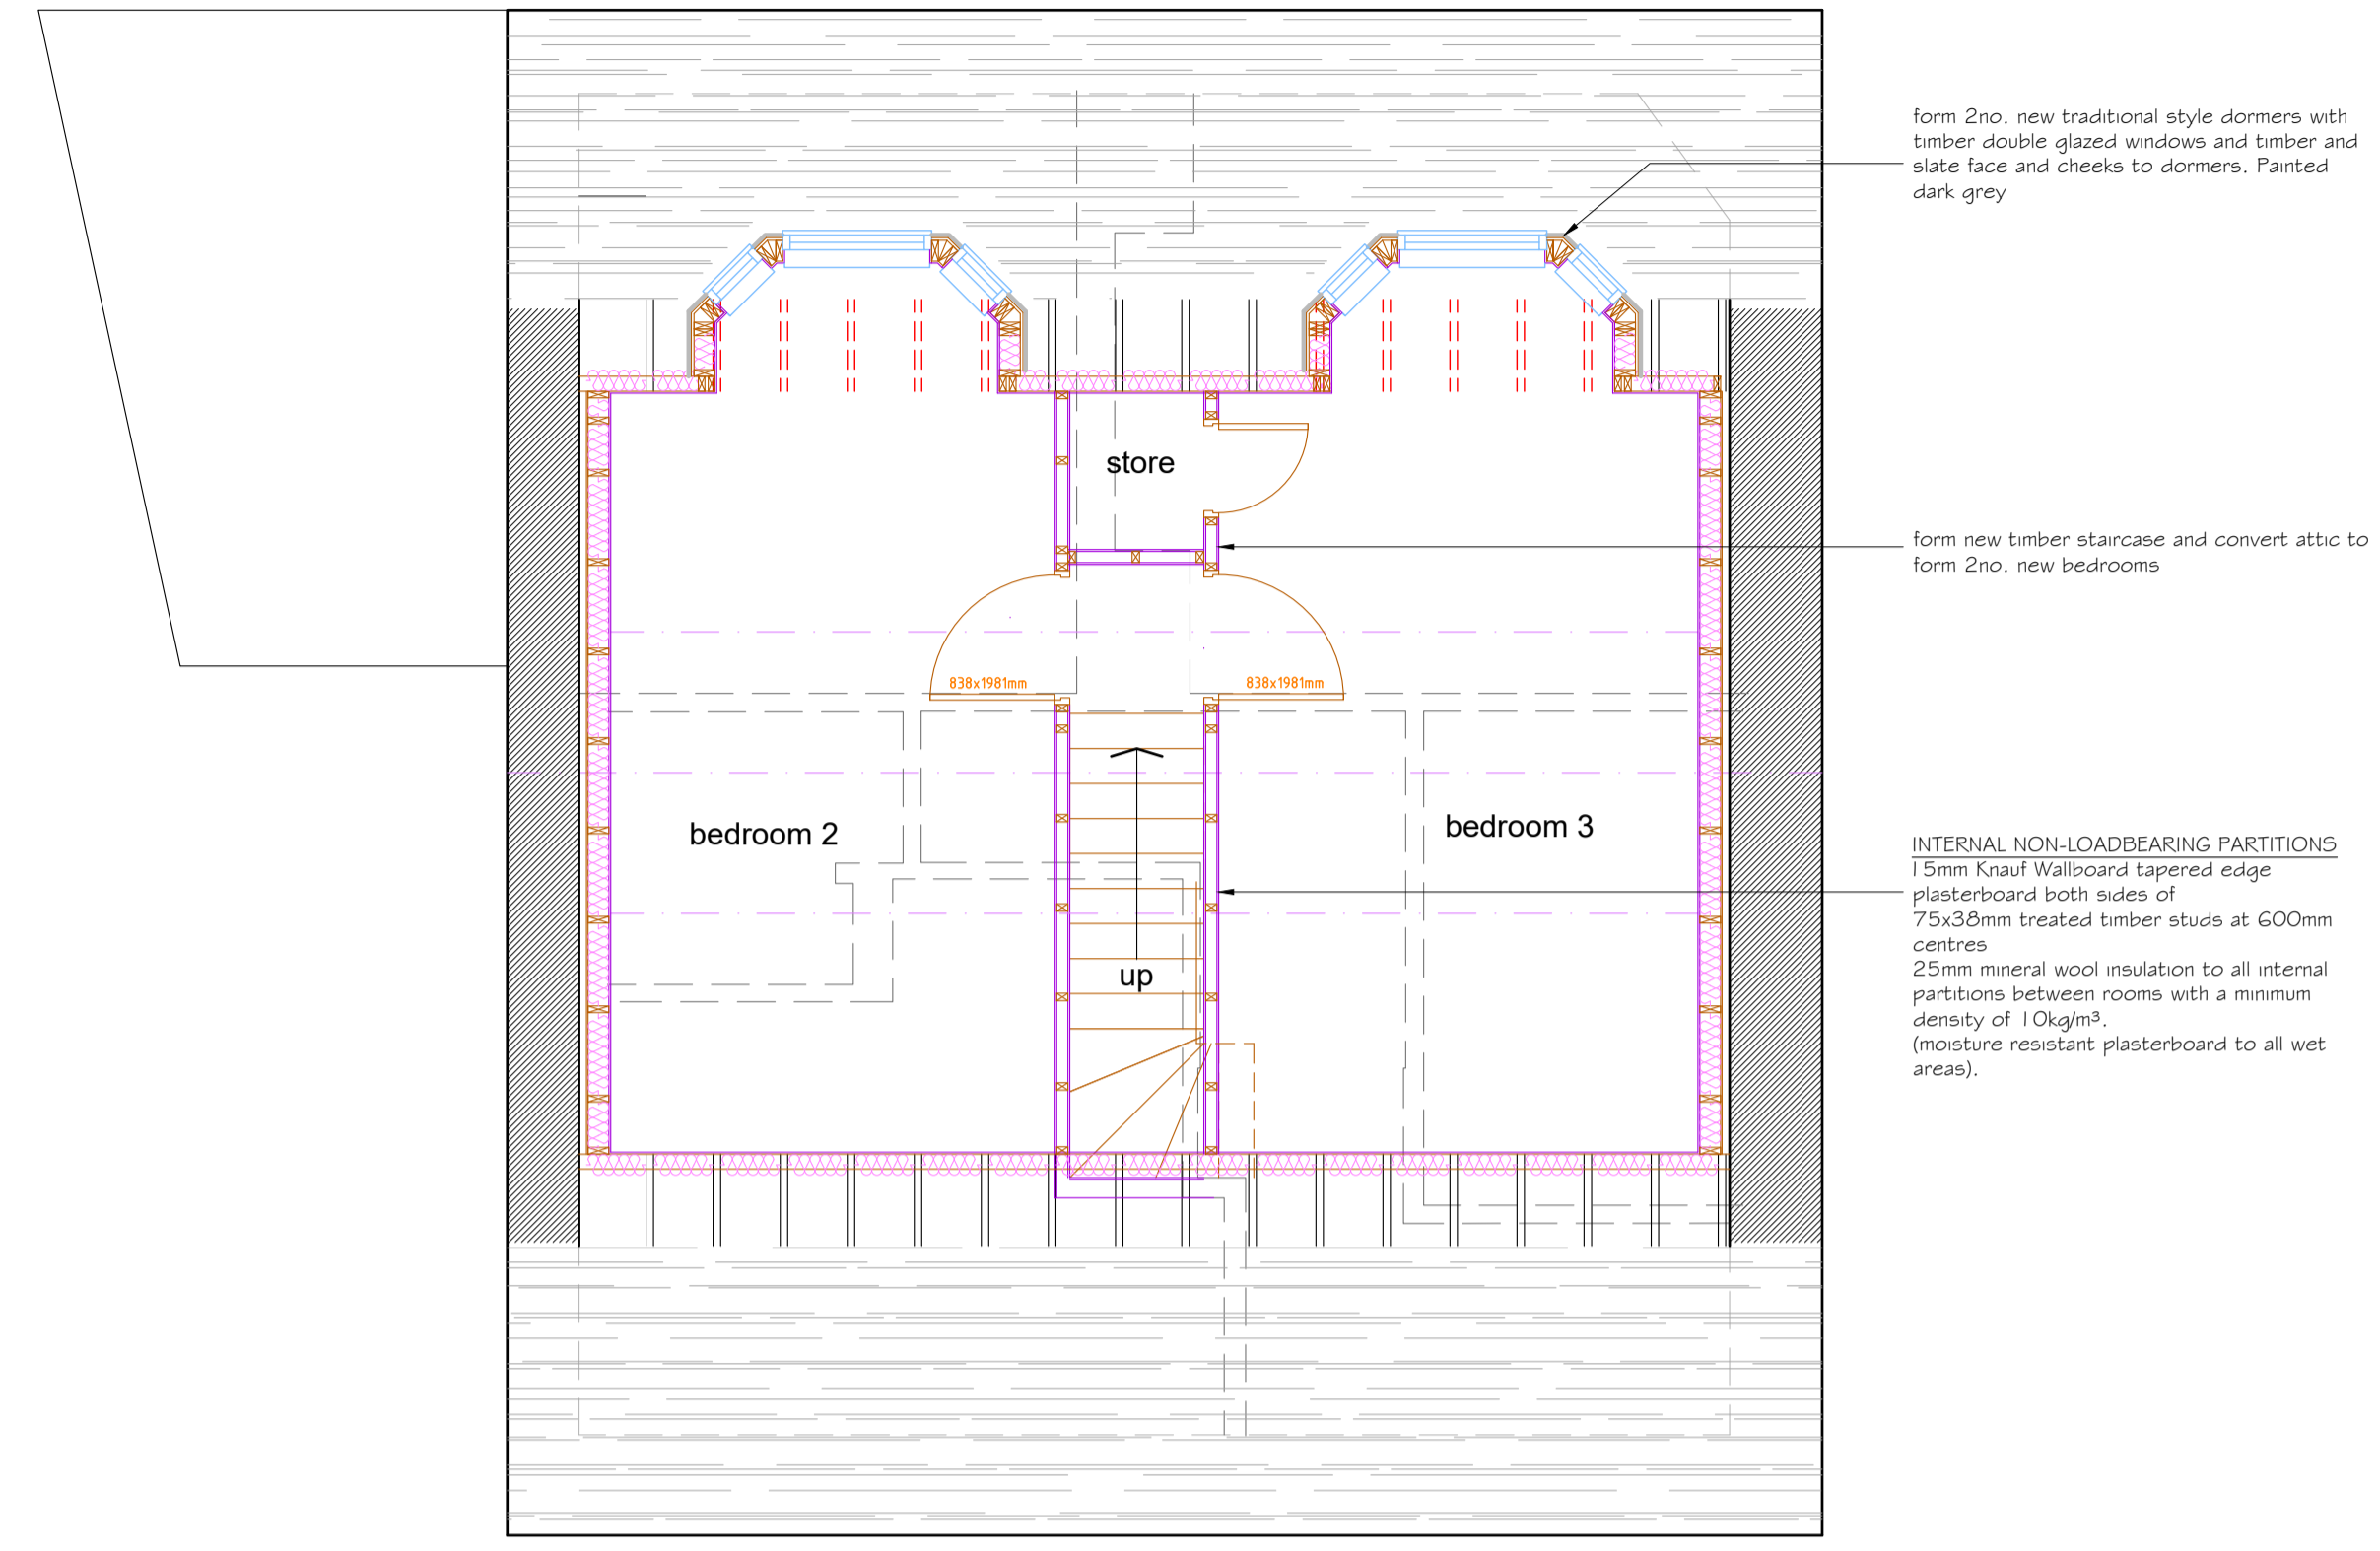 form 2no. new traditional style dormers with
timber double glazed windows and timber and
slate face and cheeks to dormers. Painted
dark grey
store
form new timber staircase and convert attic to
form 2no. new bedrooms
838x1981mm
838x1981mm
bedroom 2
bedroom 3
up
INTERNAL NON-LOADBEARING PARTITIONS
15mm Knauf Wallboard tapered edge
plasterboard both sides of
75x38mm treated timber studs at 600mm
centres
25mm mineral wool insulation to all internal
partitions between rooms with a minimum
density of 10kg/m³.
(moisture resistant plasterboard to all wet
areas).